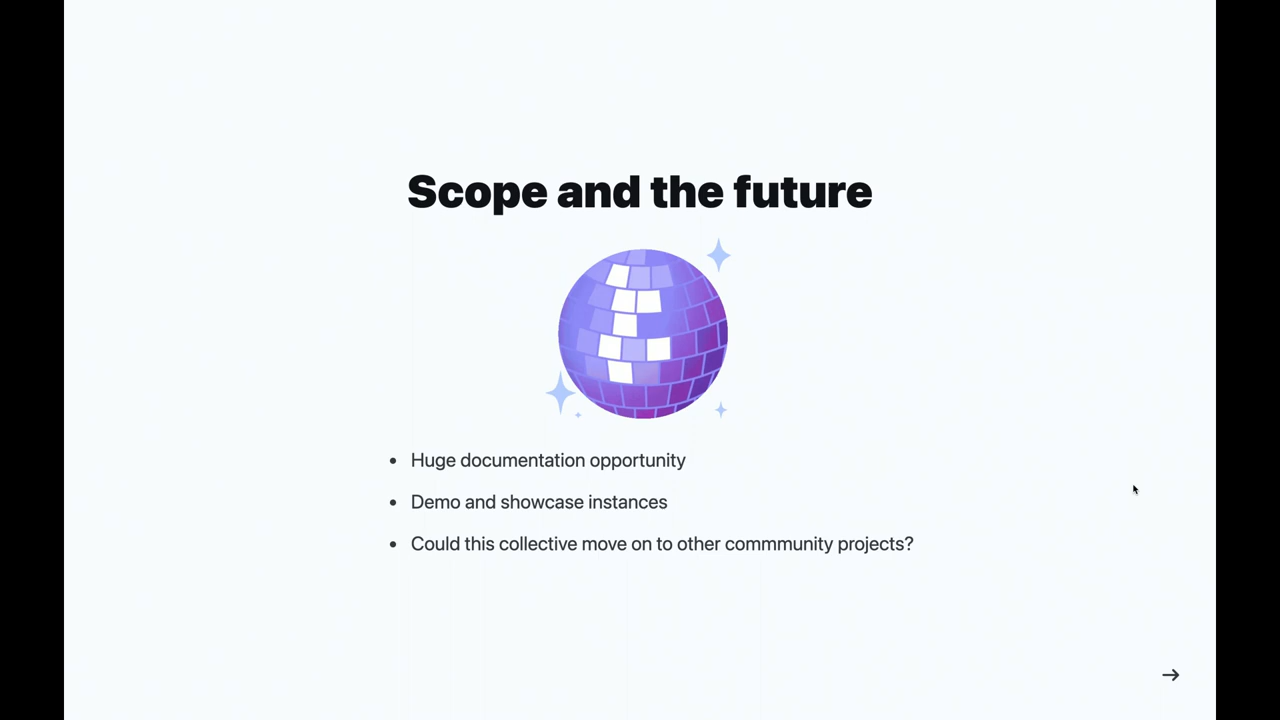 Scope and the future
• Huge documentation opportunity
• Demo and showcase instances
• Could this collective move on to other commmunity projects?